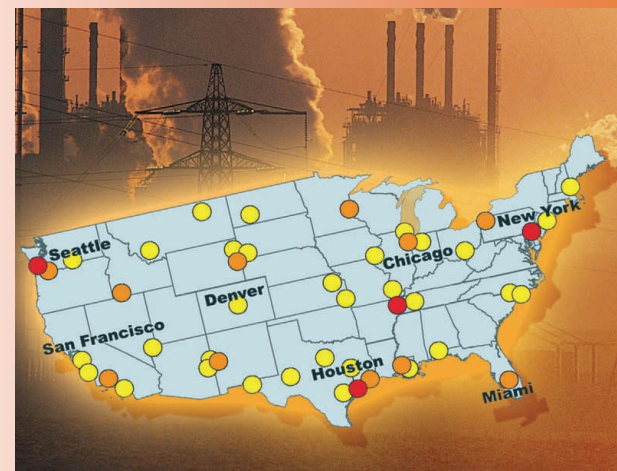 Seattle
New York
Chicago
Denver
San Francisco
Houston
Miami